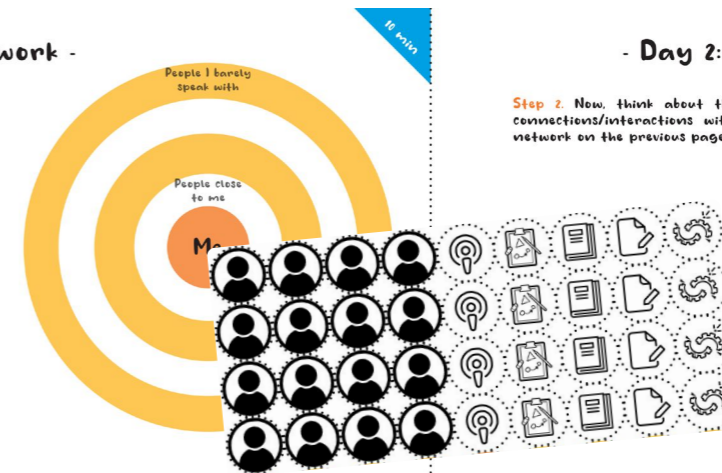 work -
10 min
People I barely
speak with
People close
to me
Me
- Day 2:
Step 2. Now, think about t
connections/interactions wit
network on the previous page